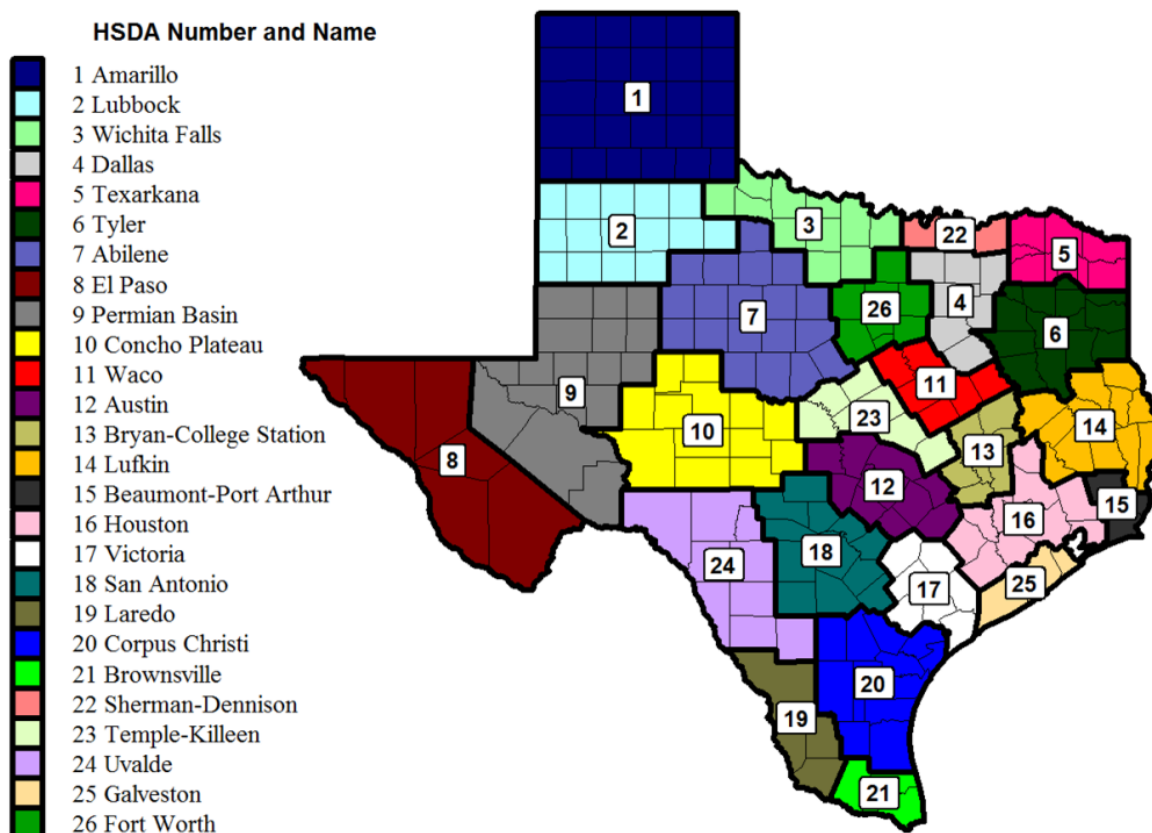 HSDA Number and Name
1 Amarillo
2 Lubbock
3 Wichita Falls
4 Dallas
5 Texarkana
6 Tyler
7 Abilene
8 El Paso
9 Permian Basin
10 Concho Plateau
11 Waco
12 Austin
13 Bryan-College Station
14 Lufkin
15 Beaumont-Port Arthur
16 Houston
17 Victoria
18 San Antonio
19 Laredo
20 Corpus Christi
21 Brownsville
22 Sherman-Dennison
23 Temple-Killeen
24 Uvalde
25 Galveston
26 Fort Worth
1
2
3
22
5
4
26
7
6
9
11
10
23
14
13
8
12
15
16
18
24
25
17
20
19
21